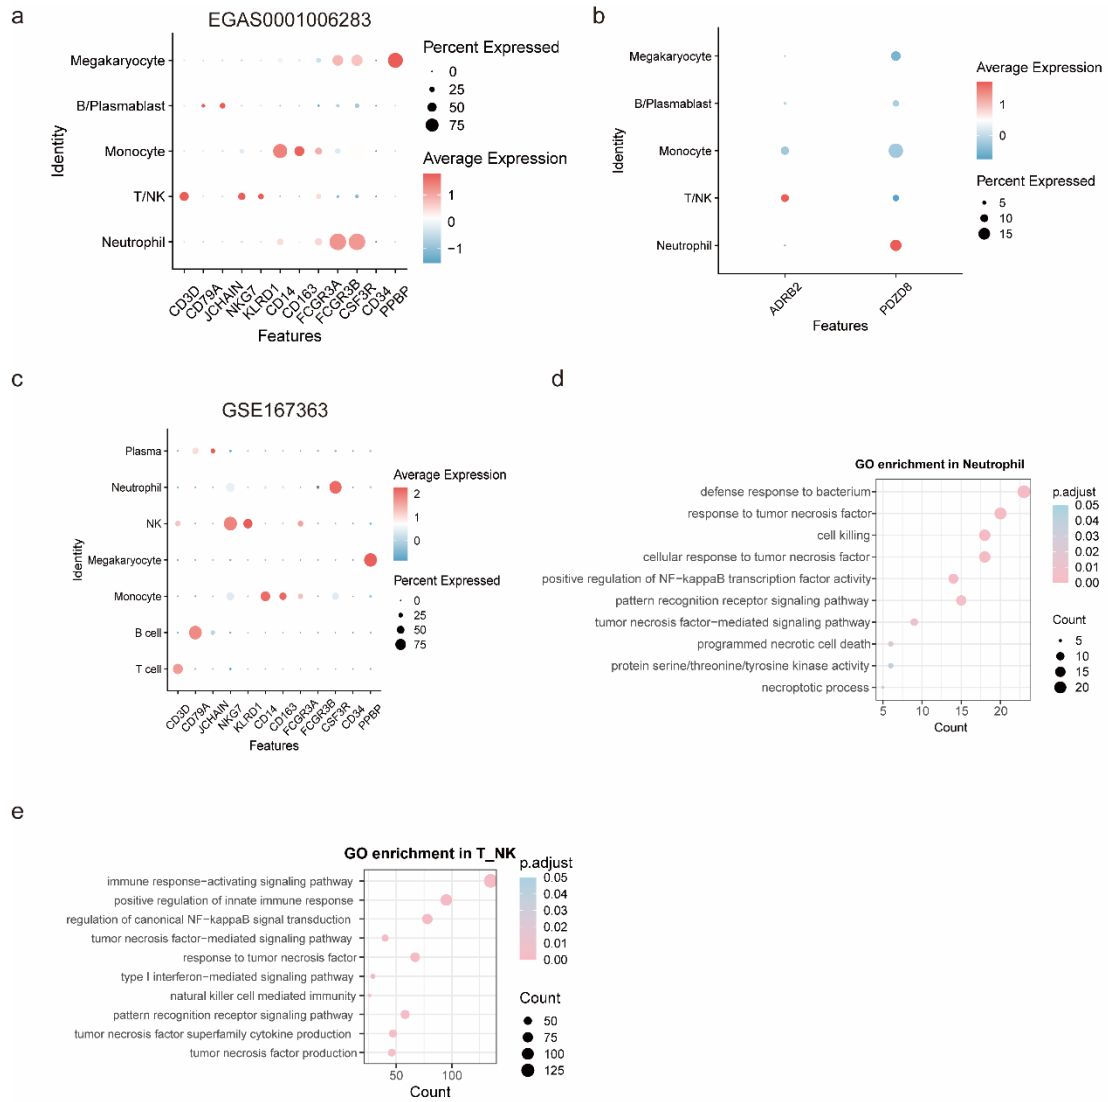 a
EGAS0001006283
Megakaryocyte
B/Plasmablast
Monocyte
T/NK
Neutrophil
Identity
CD3D
CD79A
JCHAIN
NKG7
KLRD1
CD14
CD163
FCGR3A
FCGR3B
CSF3R
CD34
PPBP
Features
Percent Expressed
0
25
50
75
Average Expression
1
0
−1
b
Megakaryocyte
B/Plasmablast
Monocyte
T/NK
Neutrophil
Identity
ADRB2
PDZD8
Features
Average Expression
1
0
Percent Expressed
5
10
15
c
GSE167363
Plasma
Neutrophil
NK
Megakaryocyte
Monocyte
B cell
T cell
Identity
CD3D
CD79A
JCHAIN
NKG7
KLRD1
CD14
CD163
FCGR3A
FCGR3B
CSF3R
CD34
PPBP
Features
Average Expression
2
1
0
Percent Expressed
0
25
50
75
d
GO enrichment in Neutrophil
defense response to bacterium
response to tumor necrosis factor
cell killing
cellular response to tumor necrosis factor
positive regulation of NF−kappaB transcription factor activity
pattern recognition receptor signaling pathway
tumor necrosis factor−mediated signaling pathway
programmed necrotic cell death
protein serine/threonine/tyrosine kinase activity
necroptotic process
5
10
15
20
Count
p.adjust
0.05
0.04
0.03
0.02
0.01
0.00
Count
5
10
15
20
e
GO enrichment in T_NK
immune response−activating signaling pathway
positive regulation of innate immune response
regulation of canonical NF−kappaB signal transduction
tumor necrosis factor−mediated signaling pathway
response to tumor necrosis factor
type I interferon−mediated signaling pathway
natural killer cell mediated immunity
pattern recognition receptor signaling pathway
tumor necrosis factor superfamily cytokine production
tumor necrosis factor production
50
100
Count
p.adjust
0.05
0.04
0.03
0.02
0.01
0.00
Count
50
75
100
125